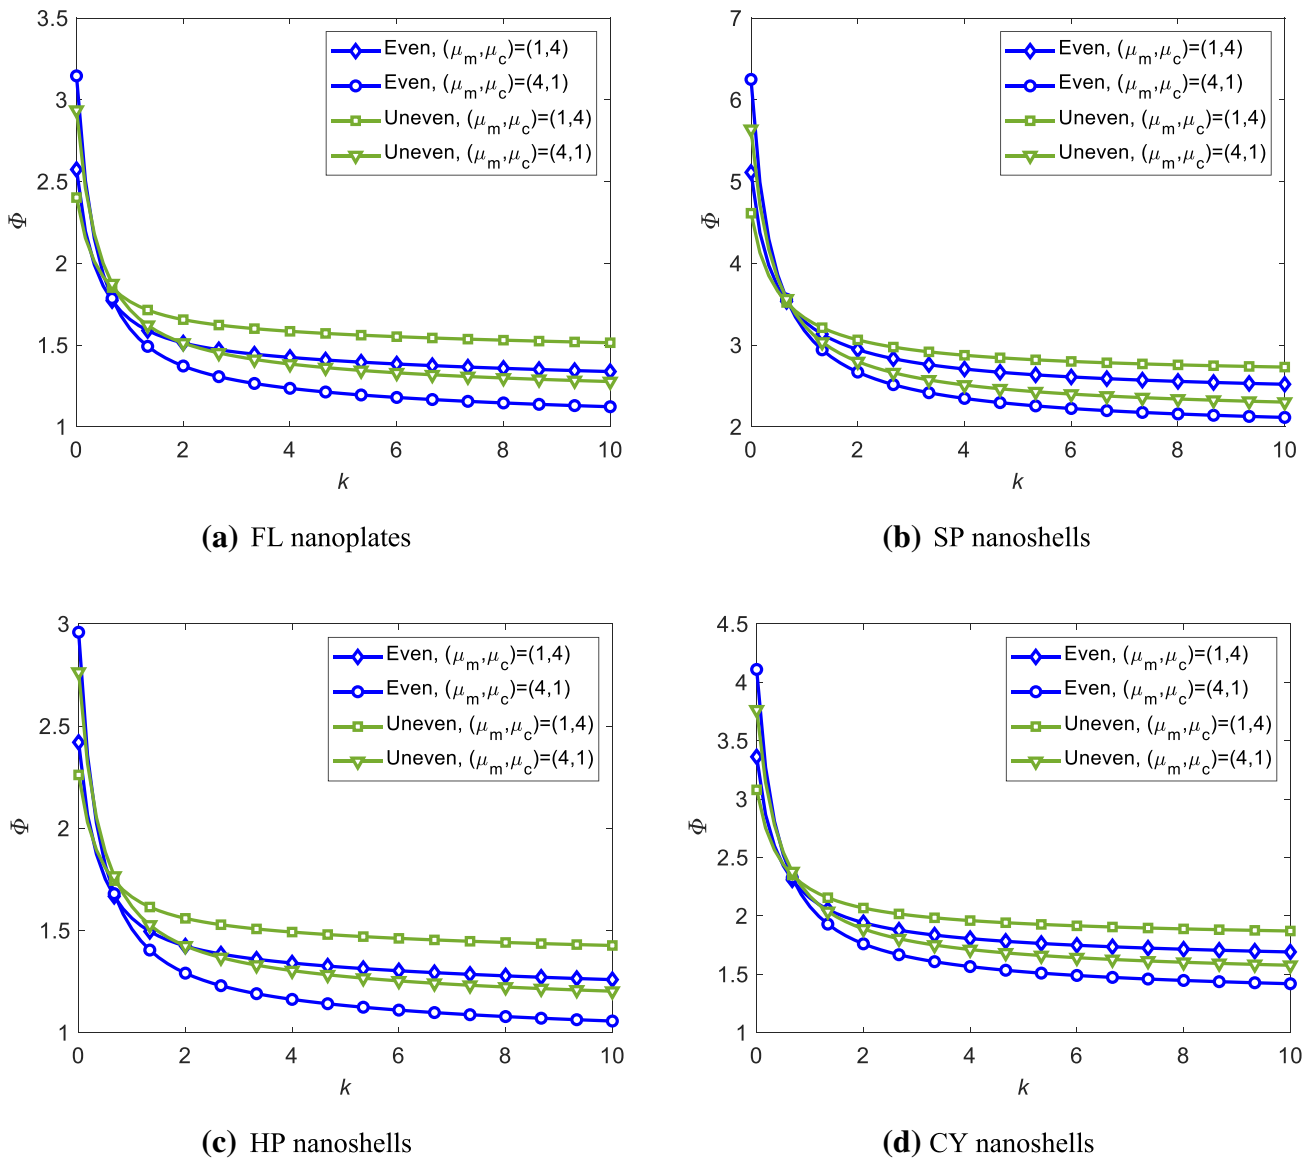 3.5
3
2.5
2
1.5
1
Φ
0 2 4 6 8 10
k
Even, (μm,μc)=(1,4)
Even, (μm,μc)=(4,1)
Uneven, (μm,μc)=(1,4)
Uneven, (μm,μc)=(4,1)
(a) FL nanoplates
7
6
5
4
3
2
Φ
0 2 4 6 8 10
k
Even, (μm,μc)=(1,4)
Even, (μm,μc)=(4,1)
Uneven, (μm,μc)=(1,4)
Uneven, (μm,μc)=(4,1)
(b) SP nanoshells
3
2.5
2
1.5
1
Φ
0 2 4 6 8 10
k
Even, (μm,μc)=(1,4)
Even, (μm,μc)=(4,1)
Uneven, (μm,μc)=(1,4)
Uneven, (μm,μc)=(4,1)
(c) HP nanoshells
4.5
4
3.5
3
2.5
2
1.5
1
Φ
0 2 4 6 8 10
k
Even, (μm,μc)=(1,4)
Even, (μm,μc)=(4,1)
Uneven, (μm,μc)=(1,4)
Uneven, (μm,μc)=(4,1)
(d) CY nanoshells